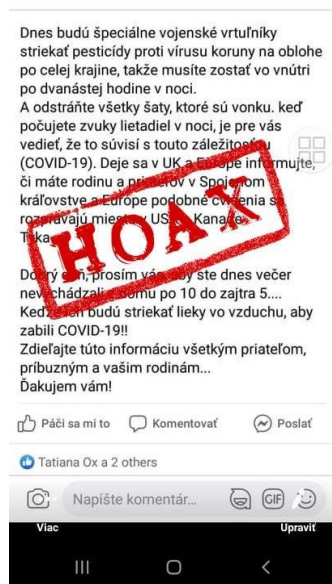 Dnes budú špeciálne vojenské vrtuľníky
striekať pesticídy proti vírusu koruny na oblohe
po celej krajine, takže musíte zostať vo vnútri
po dvanástej hodine v noci.
A odstráňte všetky šaty, ktoré sú vonku. keď
počujete zvuky lietadiel v noci, je pre vás
vedieť, že to súvisí s touto záležitosťou
(COVID-19). Deje sa v UK a Európe informujte,
či máte rodinu a priateľov v Spojenom
kráľovstve a Európe podobné cvičenia sa
rozprávajú miestny USA Kanade
HOAX
Dobrý prosím vás, aby ste dnes večer
nevychádzali z domu po 10 do zajtra 5....
budú striekať lieky vo vzduchu, aby
zabili COVID-19!!
Zdieľajte túto informáciu všetkým priateľom,
príbuzným a vašim rodinám...
Ďakujem vám!
Páči sa mi to Komentovať Poslať
Tatiana Ox a 2 others
Napíšte komentár... GIF
Viac Upraviť